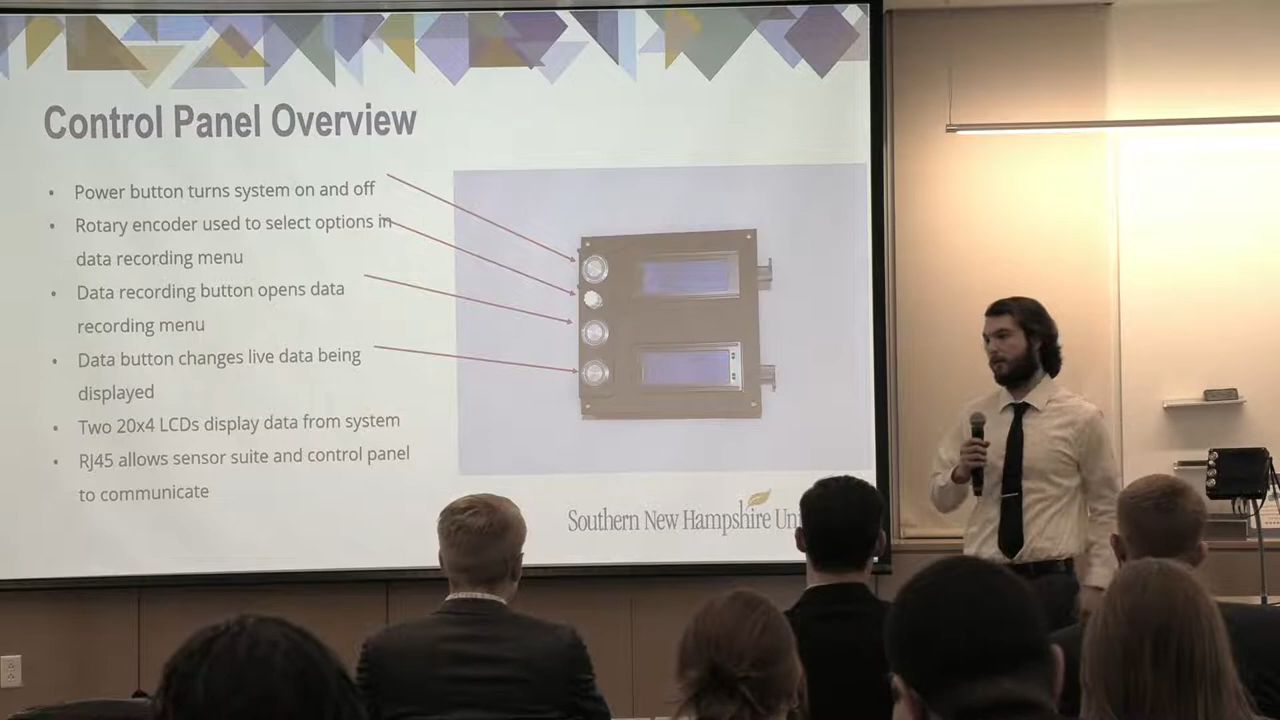 Control Panel Overview
• Power button turns system on and off
• Rotary encoder used to select options in
data recording menu
• Data recording button opens data
recording menu
• Data button changes live data being
displayed
• Two 20x4 LCDs display data from system
• RJ45 allows sensor suite and control panel
to communicate
Southern New Hampshire Un